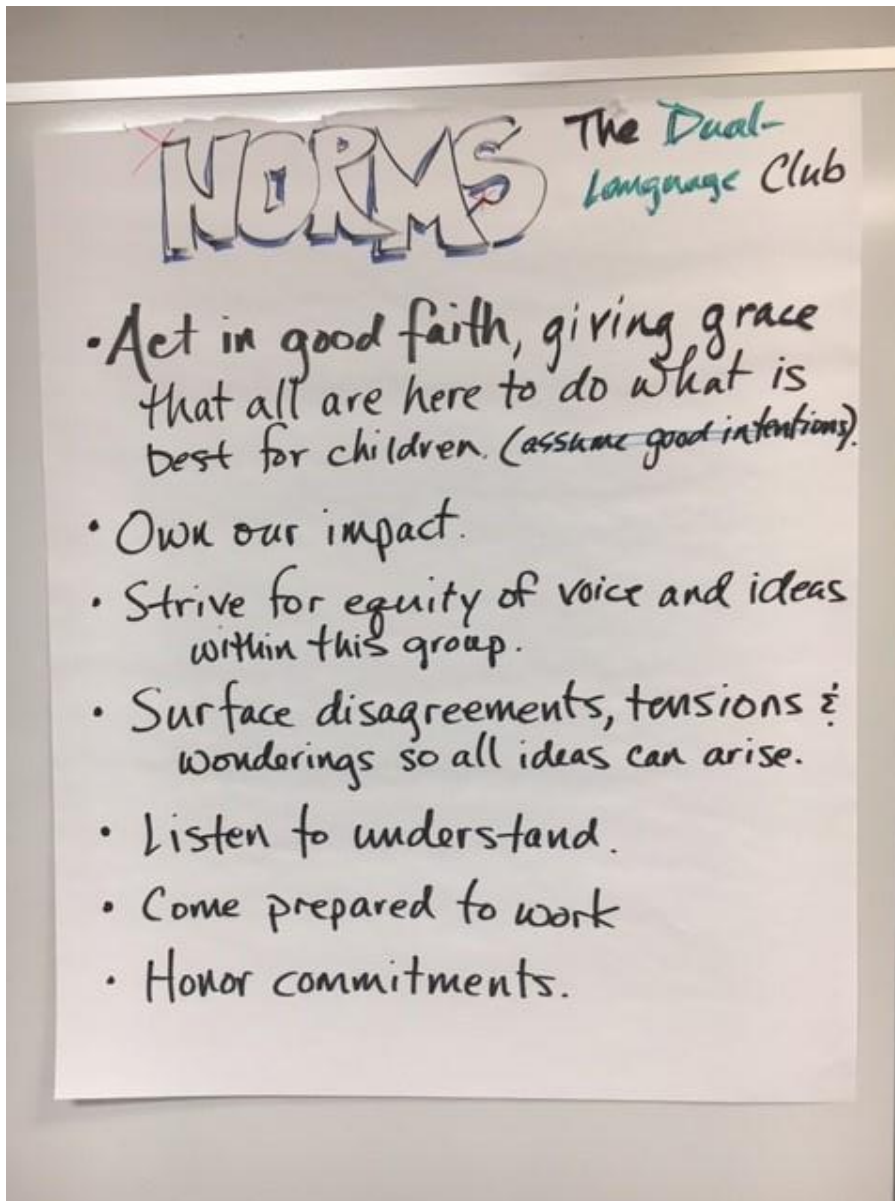 NORMS The Dual-
Language Club
• Act in good faith, giving grace
that all are here to do what is
best for children. (assume good intentions).
• Own our impact.
• Strive for equity of voice and ideas
within this group.
• Surface disagreements, tensions &
wonderings so all ideas can arise.
• Listen to understand.
• Come prepared to work
• Honor commitments.